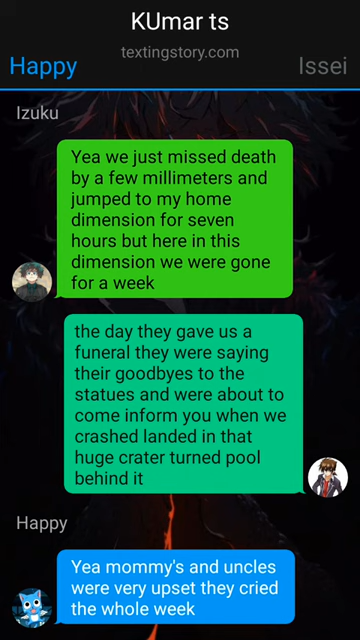 KUmar ts
textingstory.com
Happy
Issei
Izuku
Yea we just missed death
by a few millimeters and
jumped to my home
dimension for seven
hours but here in this
dimension we were gone
for a week
the day they gave us a
funeral they were saying
their goodbyes to the
statues and were about to
come inform you when we
crashed landed in that
huge crater turned pool
behind it
Happy
Yea mommy's and uncles
were very upset they cried
the whole week